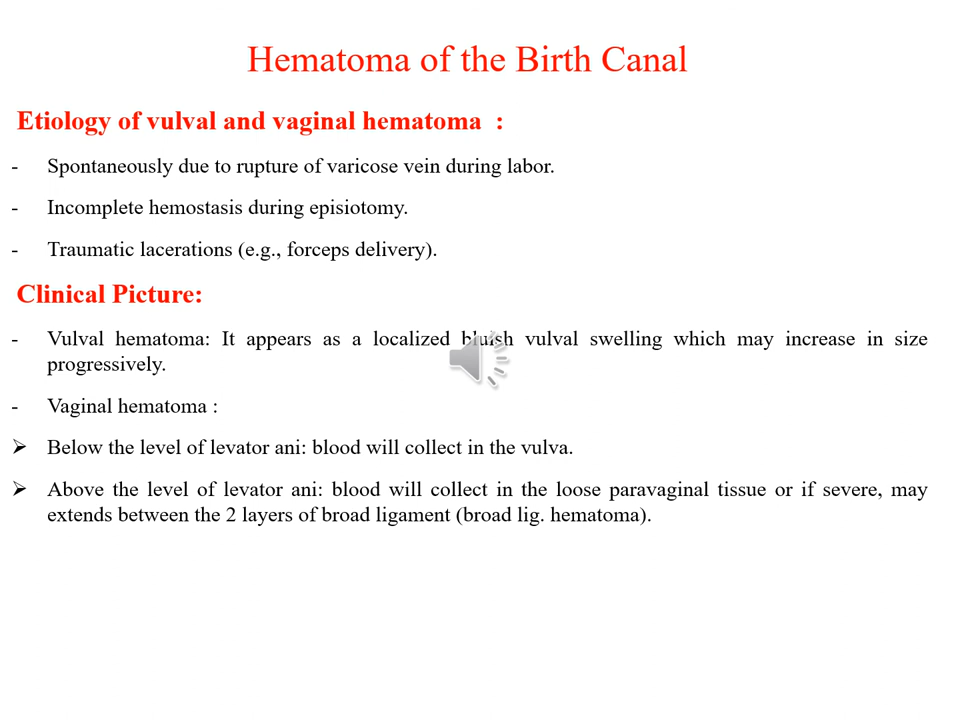 Hematoma of the Birth Canal
Etiology of vulval and vaginal hematoma :
- Spontaneously due to rupture of varicose vein during labor.
- Incomplete hemostasis during episiotomy.
- Traumatic lacerations (e.g., forceps delivery).
Clinical Picture:
- Vulval hematoma: It appears as a localized bluish vulval swelling which may increase in size
progressively.
- Vaginal hematoma :
➢ Below the level of levator ani: blood will collect in the vulva.
➢ Above the level of levator ani: blood will collect in the loose paravaginal tissue or if severe, may
extends between the 2 layers of broad ligament (broad lig. hematoma).